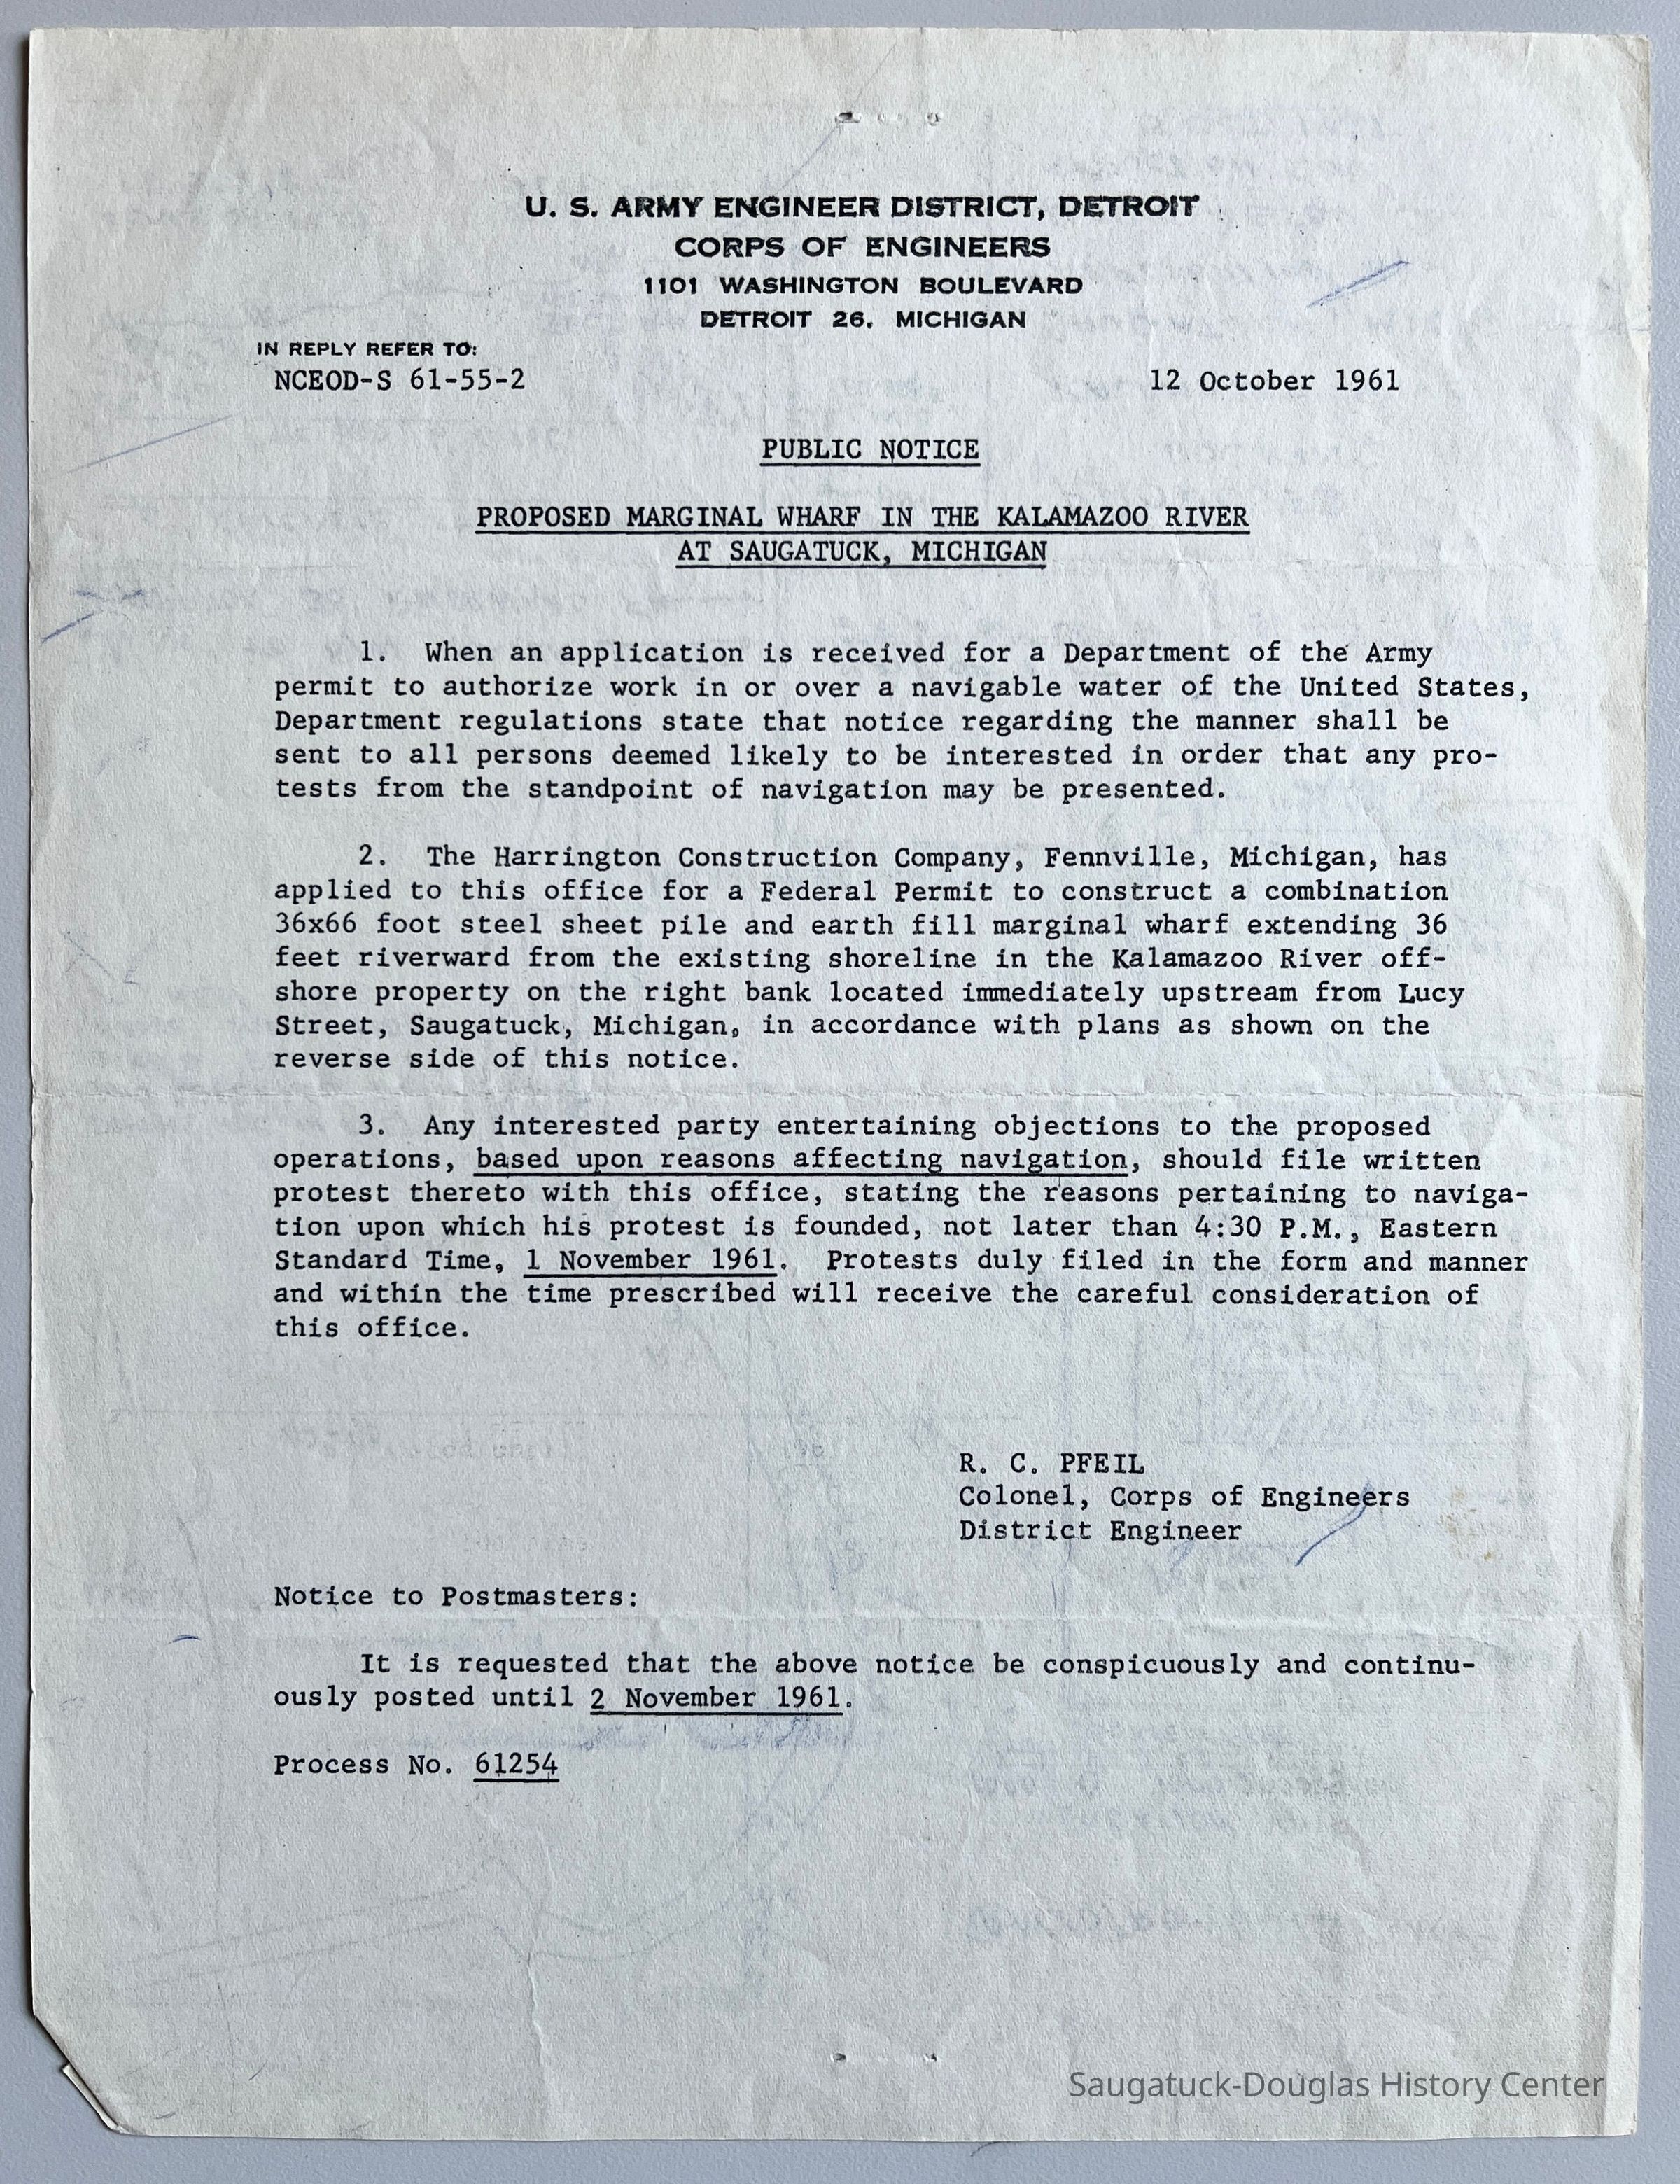 U. S. ARMY ENGINEER DISTRICT, DETROIT
CORPS OF ENGINEERS
1101 WASHINGTON BOULEVARD
DETROIT 26, MICHIGAN
IN REPLY REFER TO:
NCEOD-S 61-55-2
12 October 1961
PUBLIC NOTICE
PROPOSED MARGINAL WHARF IN THE KALAMAZOO RIVER
AT SAUGATUCK, MICHIGAN
1. When an application is received for a Department of the Army
permit to authorize work in or over a navigable water of the United States,
Department regulations state that notice regarding the manner shall be
sent to all persons deemed likely to be interested in order that any pro-
tests from the standpoint of navigation may be presented.
2. The Harrington Construction Company, Fennville, Michigan, has
applied to this office for a Federal Permit to construct a combination
36x66 foot steel sheet pile and earth fill marginal wharf extending 36
feet riverward from the existing shoreline in the Kalamazoo River off-
shore property on the right bank located immediately upstream from Lucy
Street, Saugatuck, Michigan, in accordance with plans as shown on the
reverse side of this notice.
3. Any interested party entertaining objections to the proposed
operations, based upon reasons affecting navigation, should file written
protest thereto with this office, stating the reasons pertaining to naviga-
tion upon which his protest is founded, not later than 4:30 P.M., Eastern
Standard Time, 1 November 1961. Protests duly filed in the form and manner
and within the time prescribed will receive the careful consideration of
this office.
R. C. PFEIL
Colonel, Corps of Engineers
District Engineer
Notice to Postmasters:
It is requested that the above notice be conspicuously and continu-
ously posted until 2 November 1961.
Process No. 61254
Saugatuck-Douglas History Center